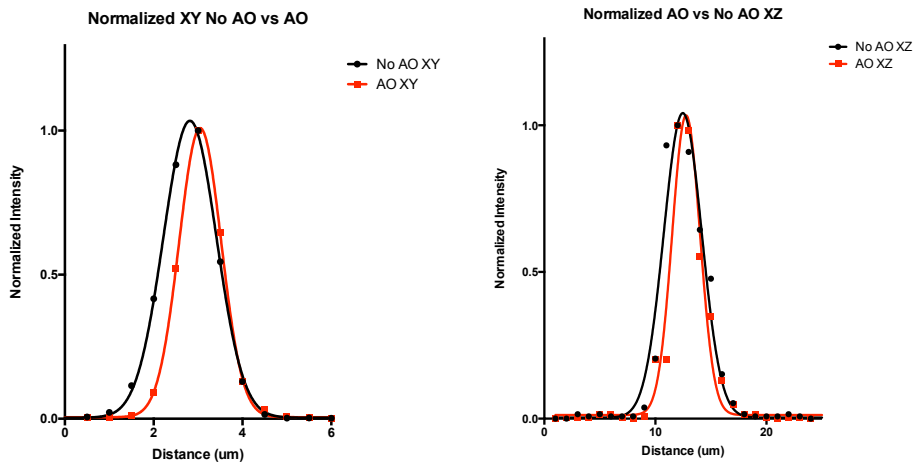 Normalized XY No AO vs AO
No AO XY
AO XY
Normalized Intensity
1.0
0.5
0.0
0
2
4
6
Distance (um)
Normalized AO vs No AO XZ
No AO XZ
AO XZ
Normalized Intensity
1.0
0.5
0.0
0
10
20
Distance (um)